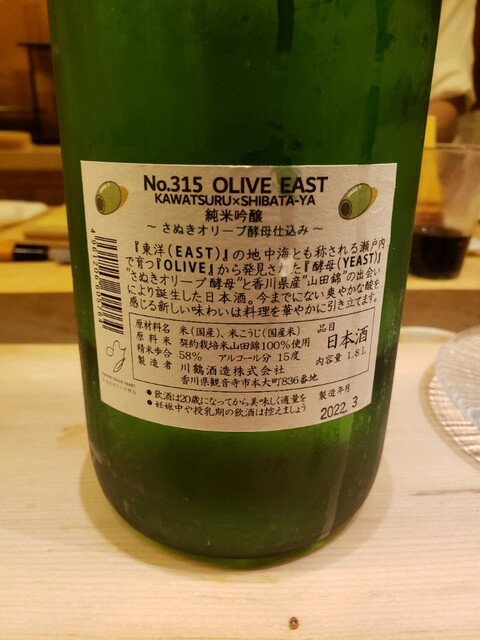 No.315 OLIVE EAST
KAWATSURU×SHIBATA-YA
純米吟醸
～さぬきオリーブ酵母仕込み～
『東洋(EAST)』の地中海とも称される瀬戸内
で育つ『OLIVE』から発見された『酵母(YEAST)』
"さぬきオリーブ酵母"と香川県産"山田錦"の出会い
により誕生した日本酒。今までにない爽やかな酸を
感じる新しい味わいは料理を華やかに引き立てます。
原材料名 米(国産)、米こうじ(国産米)
原料米 契約栽培米山田錦100%使用
精米歩合 58% アルコール分 15度
製造者 川鶴酒造株式会社
香川県観音寺市本大町836番地
品目
日本酒
内容量 1.8L
●飲酒は20歳になってから美味しく適量を
●妊娠中や授乳期の飲酒は控えましょう
製造年月
2022.3